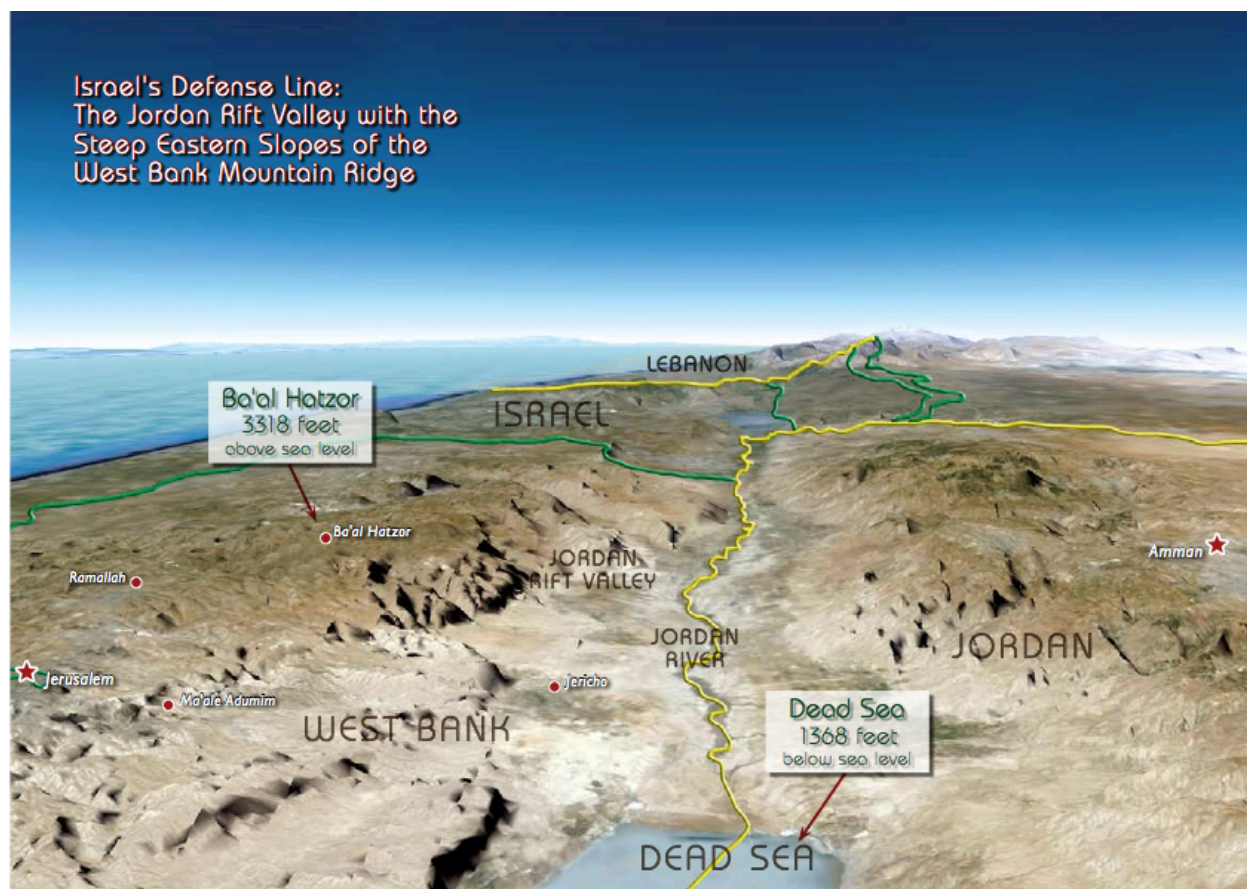 Israel's Defense Line:
The Jordan Rift Valley with the
Steep Eastern Slopes of the
West Bank Mountain Ridge
LEBANON
Ba'al Hatzor
3318 feet
above sea level
ISRAEL
Ba'al Hatzor
Amman
JORDAN
RIFT VALLEY
Ramallah
JORDAN
RIVER
JORDAN
Jerusalem
Jericho
Ma'ale Adumim
WEST BANK
Dead Sea
1368 feet
below sea level
DEAD SEA